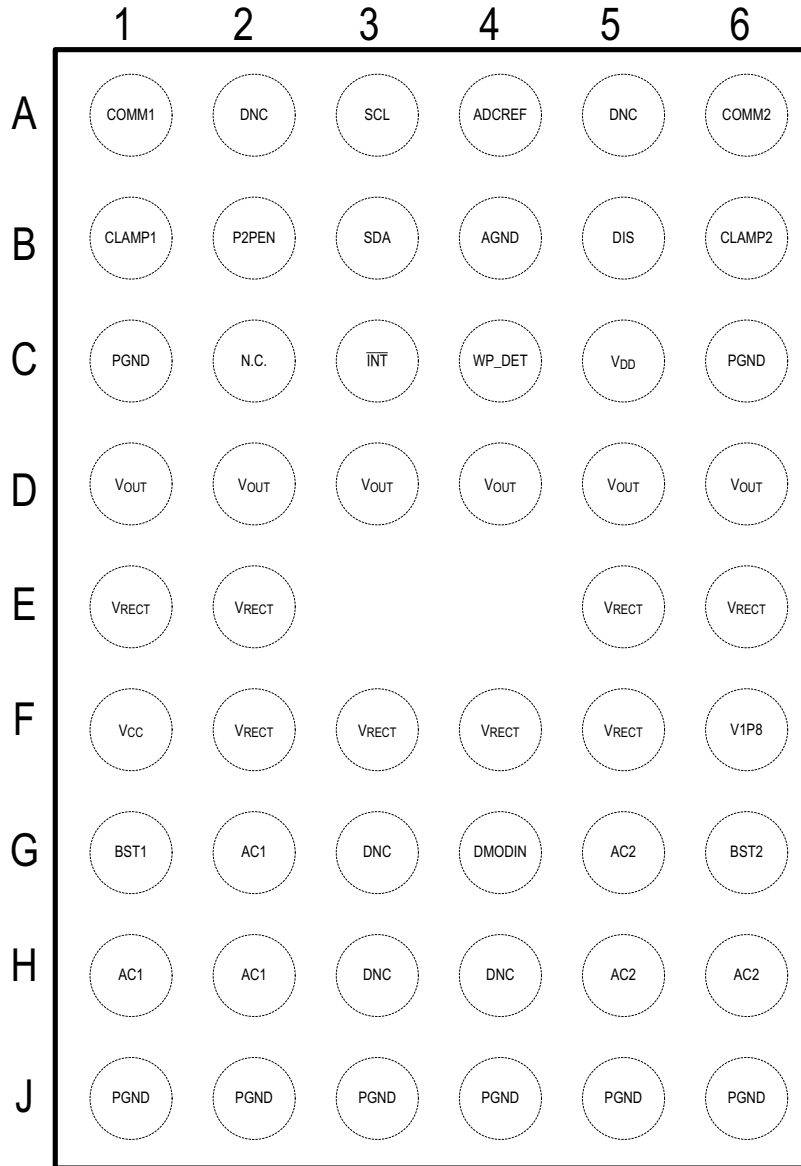 1 2 3 4 5 6
A COMM1 DNC SCL ADCREF DNC COMM2
B CLAMP1 P2PEN SDA AGND DIS CLAMP2
C PGND N.C. I̅N̅T̅ WP_DET VDD PGND
D VOUT VOUT VOUT VOUT VOUT VOUT
E VRECT VRECT VRECT VRECT
F VCC VRECT VRECT VRECT VRECT V1P8
G BST1 AC1 DNC DMODIN AC2 BST2
H AC1 AC1 DNC DNC AC2 AC2
J PGND PGND PGND PGND PGND PGND